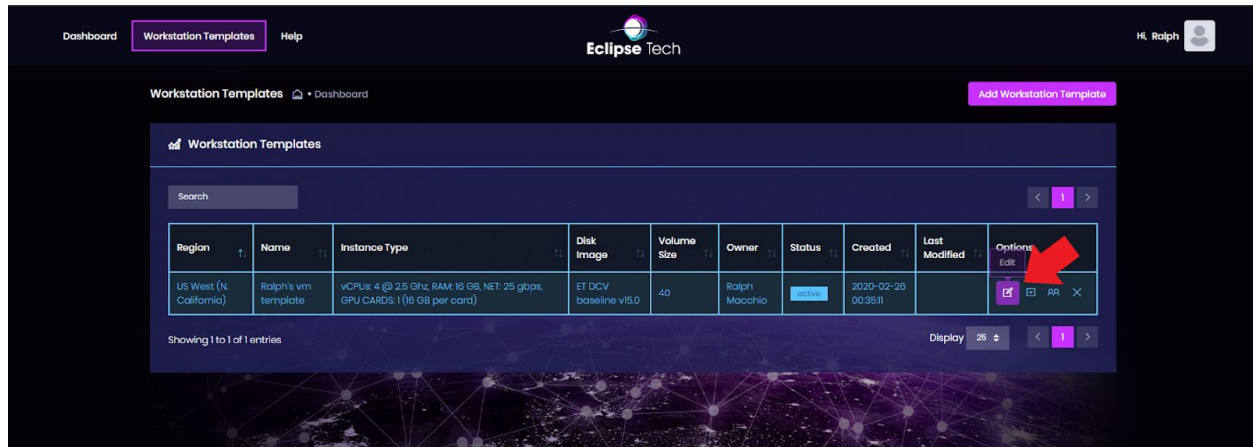 Dashboard
Workstation Templates
Help
Eclipse Tech
Hi, Ralph
Workstation Templates • Dashboard
Add Workstation Template
Workstation Templates
Search
< 1 >
Region
Name
Instance Type
Disk
Image
Volume
Size
Owner
Status
Created
Last
Modified
Options
Edit
US West (N.
California)
Ralph's vm
template
vCPUs: 4 @ 2.5 Ghz, RAM: 16 GB, NET: 25 gbps,
GPU CARDS: 1 (16 GB per card)
ET DCV
baseline v15.0
40
Ralph
Macchio
active
2020-02-26
00:35:11
Showing 1 to 1 of 1 entries
Display 25
< 1 >